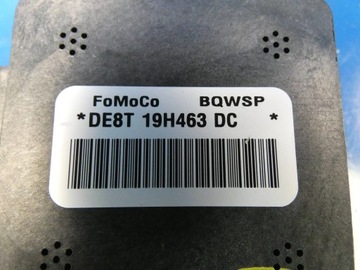 FoMoCo BQWSP
*DE8T 19H463 DC *